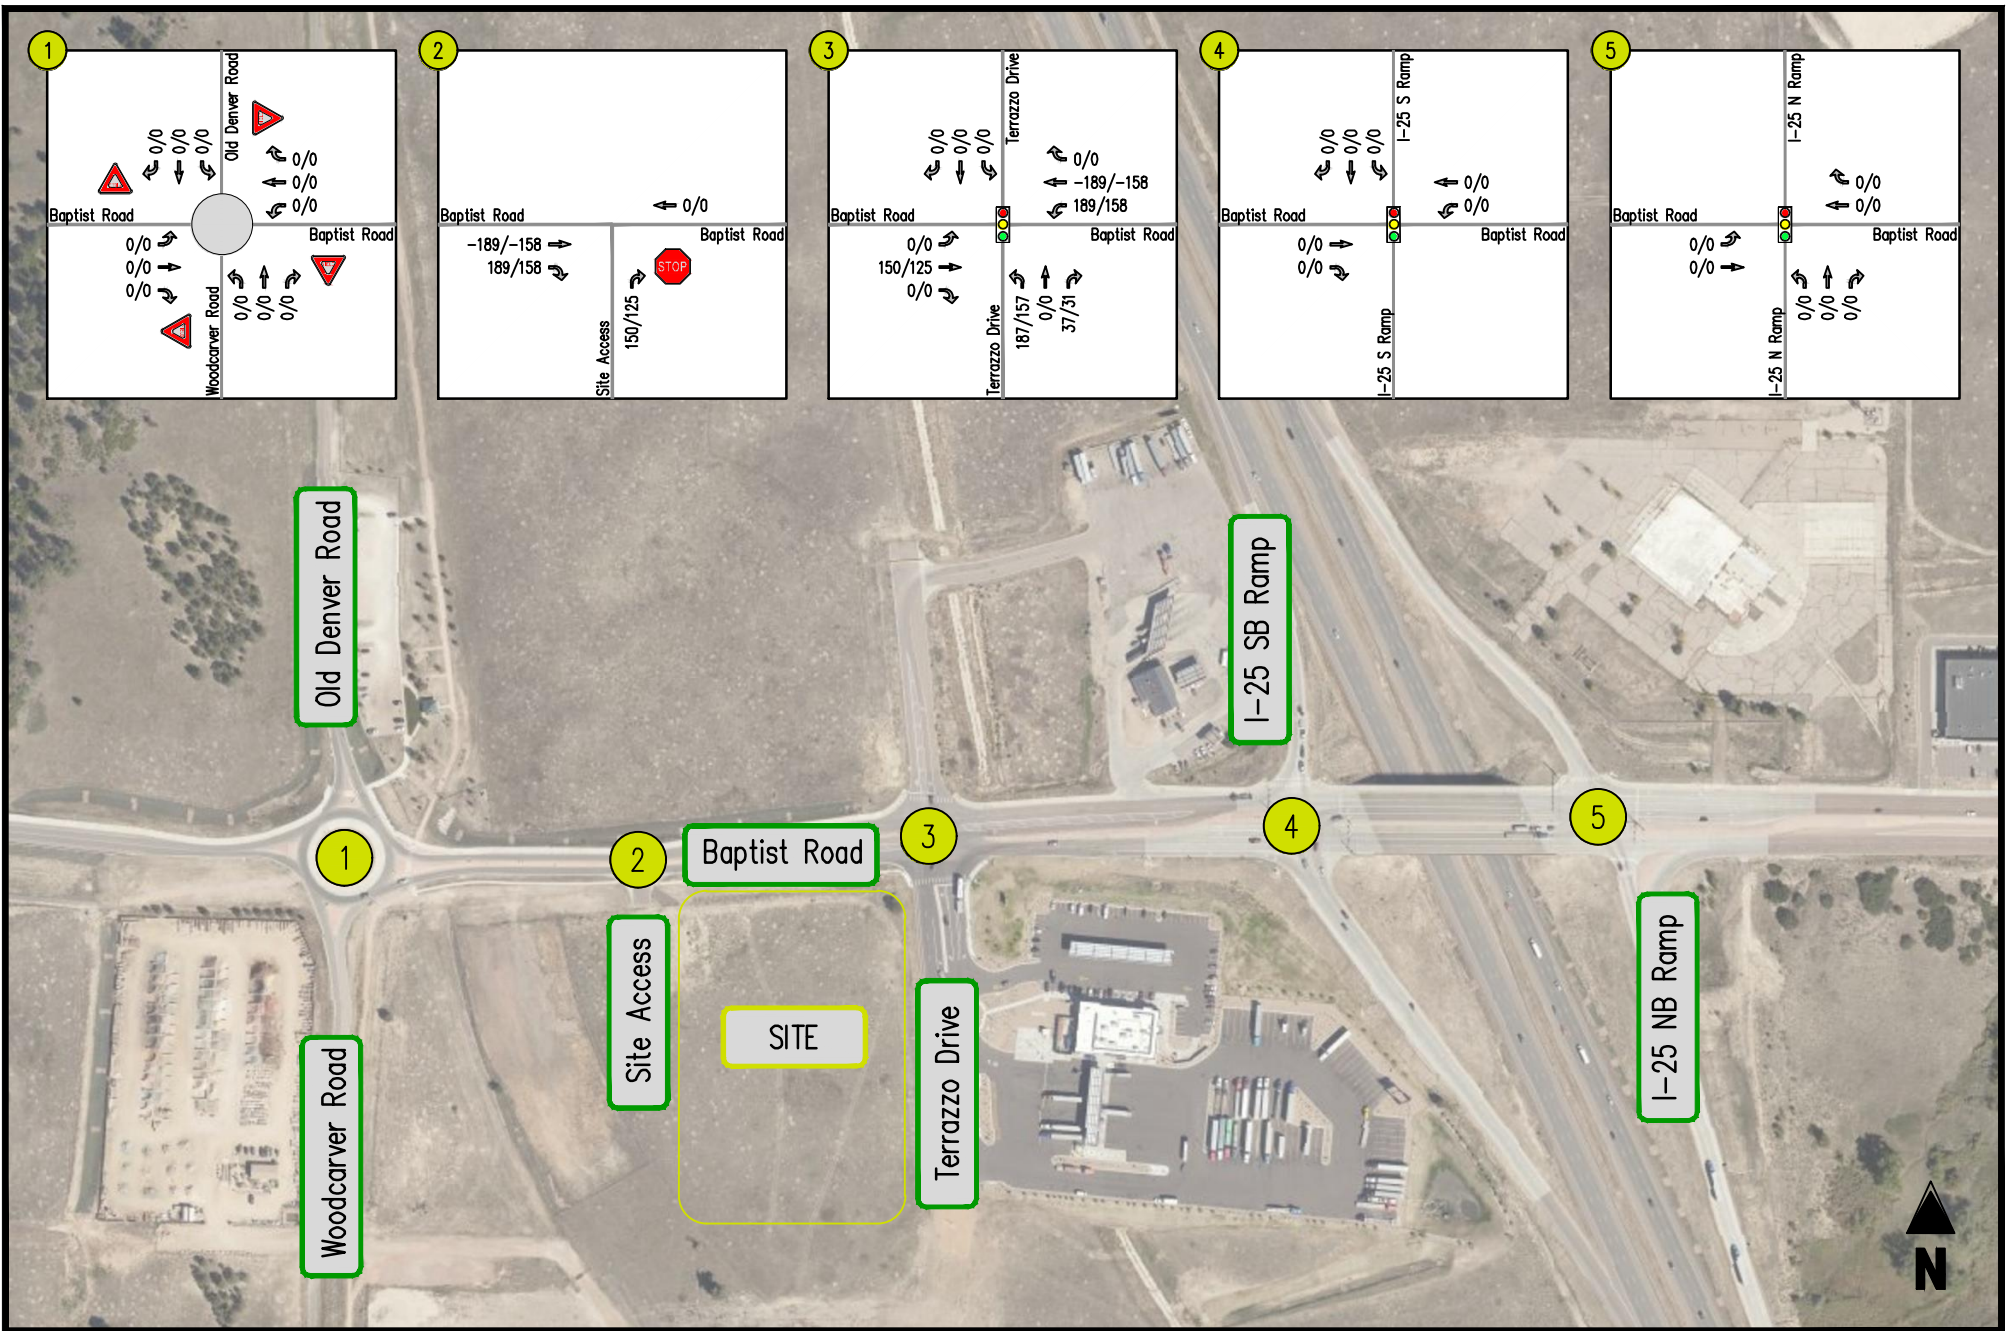 1
Old Denver Road
0/0
0/0
0/0
0/0
0/0
0/0
Baptist Road
Baptist Road
0/0
0/0
0/0
Woodcarver Road
0/0
0/0
0/0
2
Baptist Road
0/0
Baptist Road
-189/-158
189/158
STOP
Site Access
150/125
3
Terrazzo Drive
0/0
0/0
0/0
0/0
-189/-158
189/158
Baptist Road
Baptist Road
0/0
150/125
0/0
Terrazzo Drive
187/157
0/0
37/31
4
I-25 S Ramp
0/0
0/0
0/0
0/0
0/0
Baptist Road
Baptist Road
0/0
0/0
I-25 S Ramp
5
I-25 N Ramp
0/0
0/0
Baptist Road
Baptist Road
0/0
0/0
I-25 N Ramp
0/0
0/0
0/0
Old Denver Road
I-25 SB Ramp
1
2
Baptist Road
3
4
5
Site Access
SITE
Woodcarver Road
Terrazzo Drive
I-25 NB Ramp
N